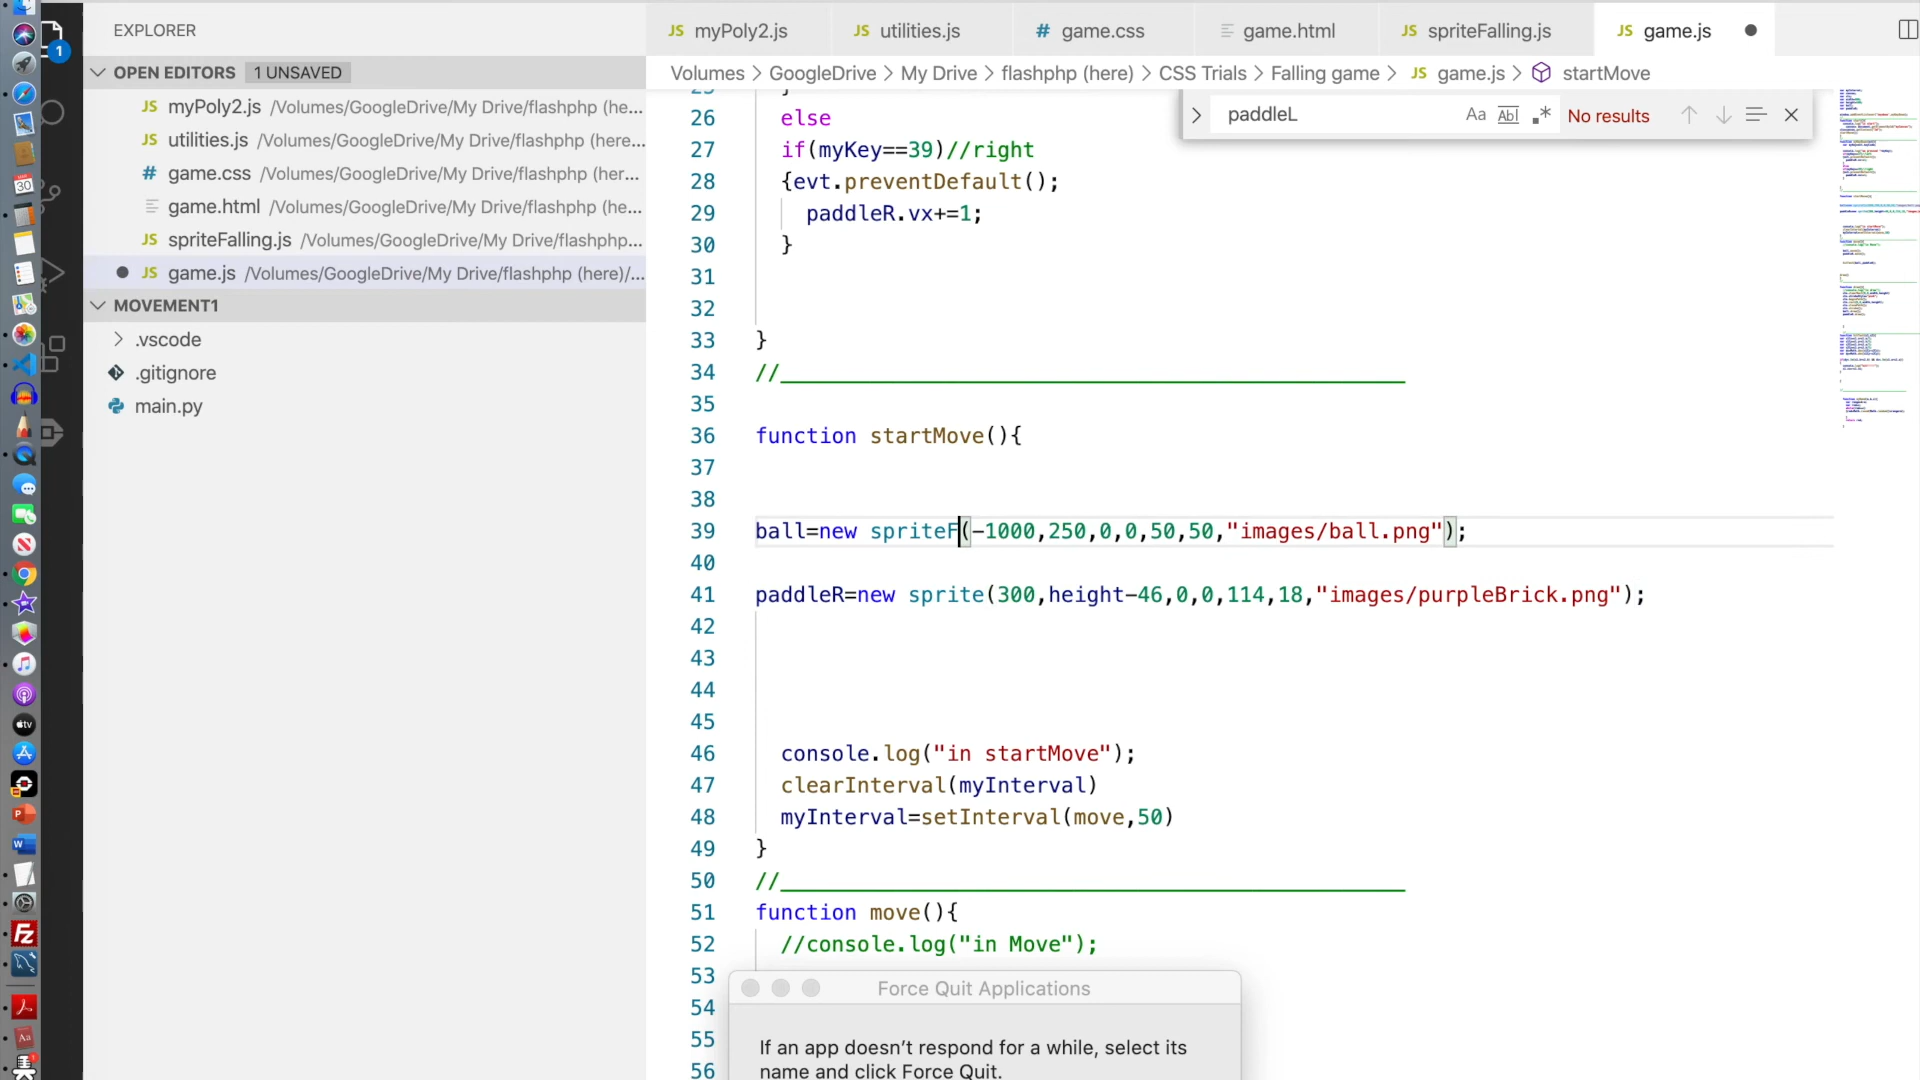 EXPLORER
OPEN EDITORS 1 UNSAVED
JS myPoly2.js /Volumes/GoogleDrive/My Drive/flashphp (he...
JS utilities.js /Volumes/GoogleDrive/My Drive/flashphp (here...
# game.css /Volumes/GoogleDrive/My Drive/flashphp (her...
game.html /Volumes/GoogleDrive/My Drive/flashphp (he...
JS spriteFalling.js /Volumes/GoogleDrive/My Drive/flashphp...
JS game.js /Volumes/GoogleDrive/My Drive/flashphp (here)/...
MOVEMENT1
.vscode
.gitignore
main.py
JS myPoly2.js JS utilities.js # game.css game.html JS spriteFalling.js JS game.js
Volumes > GoogleDrive > My Drive > flashphp (here) > CSS Trials > Falling game > JS game.js > startMove
paddleL Aa Abl .* No results
25 }
26 else
27 if(myKey==39)//right
28 {evt.preventDefault();
29 paddleR.vx+=1;
30 }
31
32
33 }
34 //_________________________________________________
35
36 function startMove(){
37
38
39 ball=new spriteF(-1000,250,0,0,50,50,"images/ball.png");
40
41 paddleR=new sprite(300,height-46,0,0,114,18,"images/purpleBrick.png");
42
43
44
45
46 console.log("in startMove");
47 clearInterval(myInterval)
48 myInterval=setInterval(move,50)
49 }
50 //_________________________________________________
51 function move(){
52 //console.log("in Move");
53
54
55
56
Force Quit Applications
If an app doesn't respond for a while, select its
name and click Force Quit.
1
30
tv
P
W
Fz
Aa